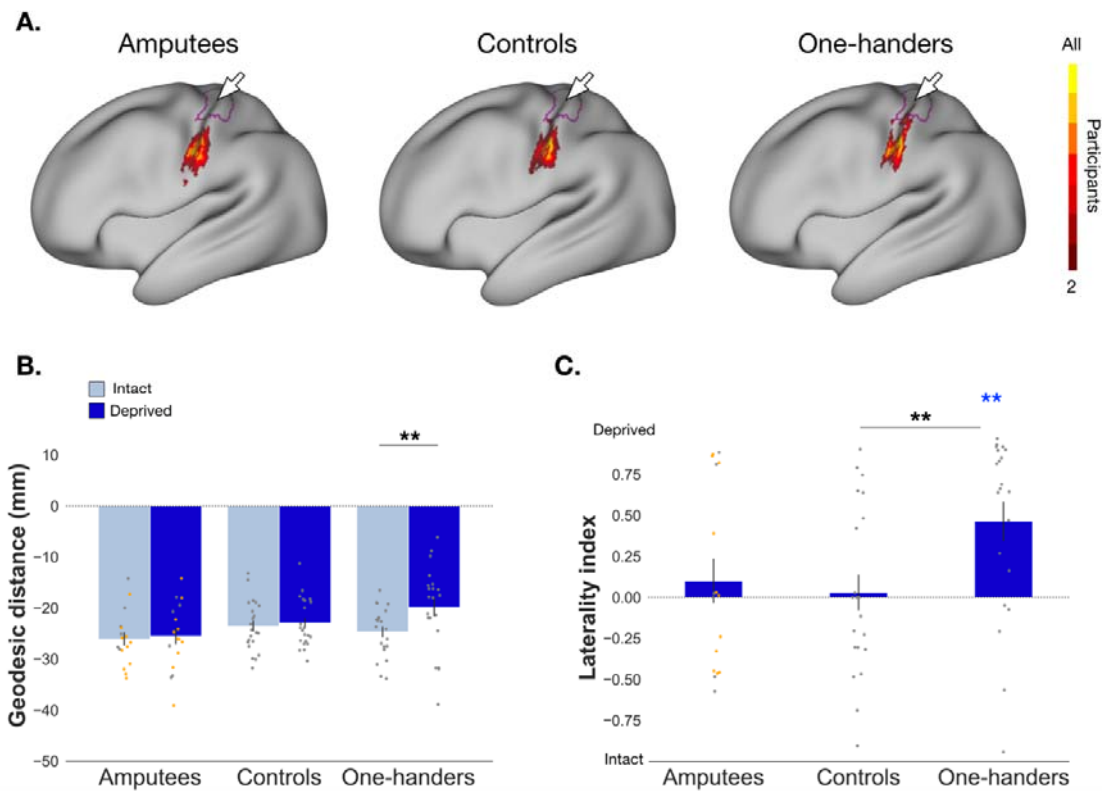 A.
Amputees
Controls
One-handers
All
Participants
2
B.
Intact
Deprived
**
10
0
−10
−20
−30
−40
−50
Geodesic distance (mm)
Amputees
Controls
One-handers
C.
**
**
Deprived
0.75
0.50
0.25
0.00
−0.25
−0.50
−0.75
Intact
Laterality index
Amputees
Controls
One-handers